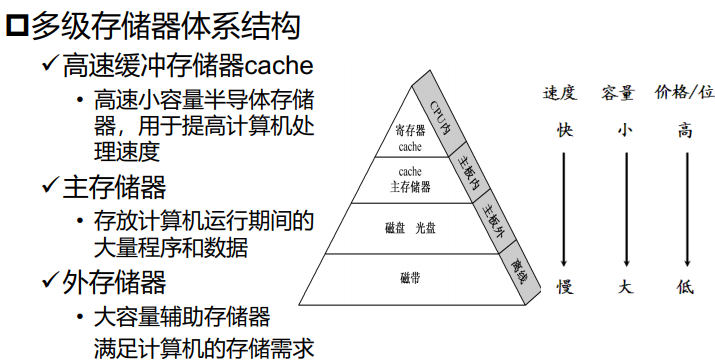 多级存储器体系结构
✓高速缓冲存储器cache
• 高速小容量半导体存储
器，用于提高计算机处
理速度
✓主存储器
• 存放计算机运行期间的
大量程序和数据
✓外存储器
• 大容量辅助存储器
满足计算机的存储需求
寄存器
cache
cache
主存储器
磁盘 光盘
磁带
CPU内
主板内
主板外
离线
速度 容量 价格/位
快 小 高
慢 大 低